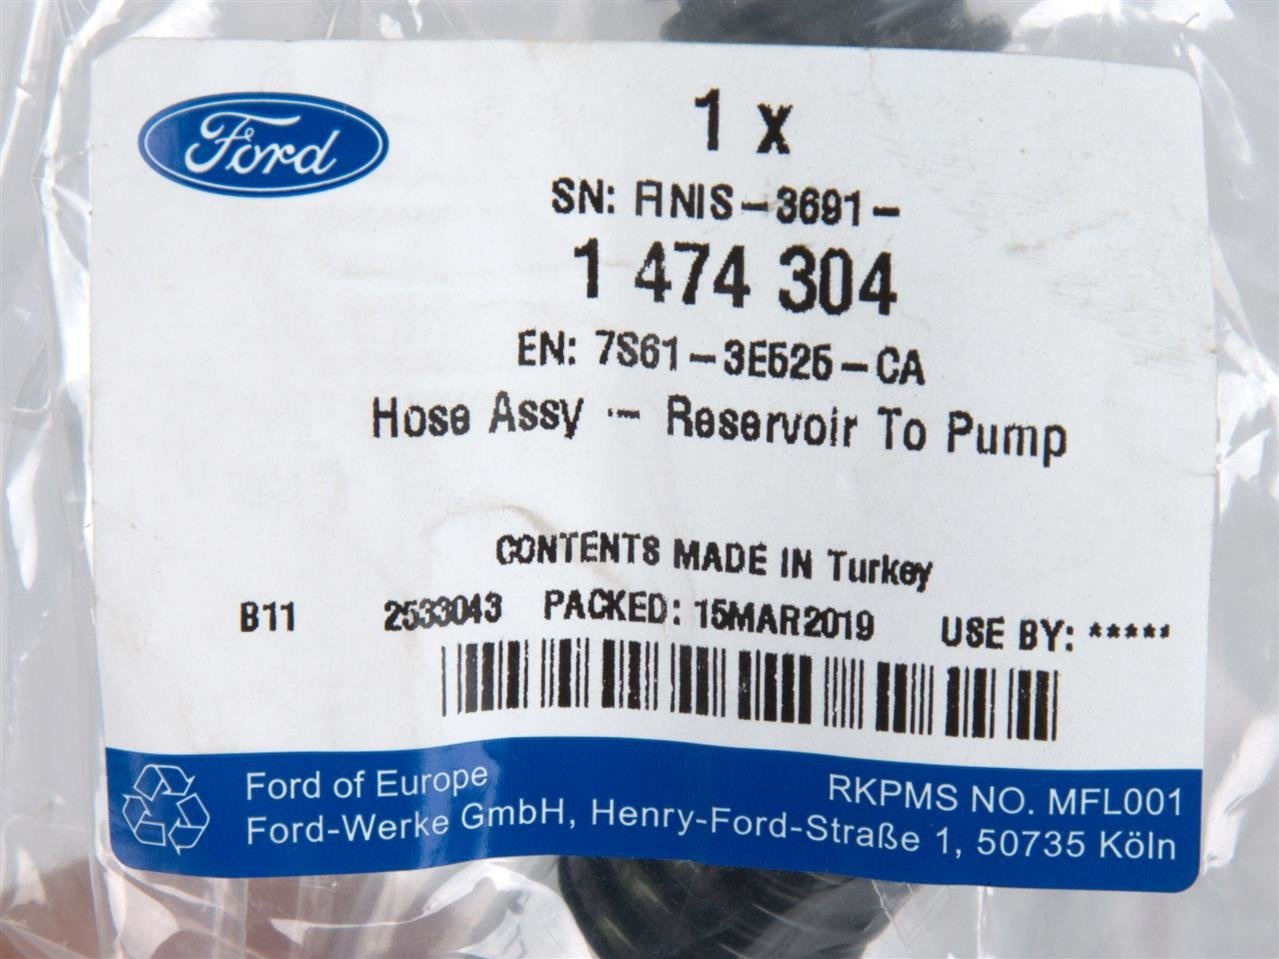 Ford
1 x
SN: FINIS-3691-
1 474 304
EN: 7S61-3E525-CA
Hose Assy - Reservoir To Pump
CONTENTS MADE IN Turkey
B11 2533043 PACKED: 15MAR2019 USE BY: *****
Ford of Europe RKPMS NO. MFL001
Ford-Werke GmbH, Henry-Ford-Straße 1, 50735 Köln